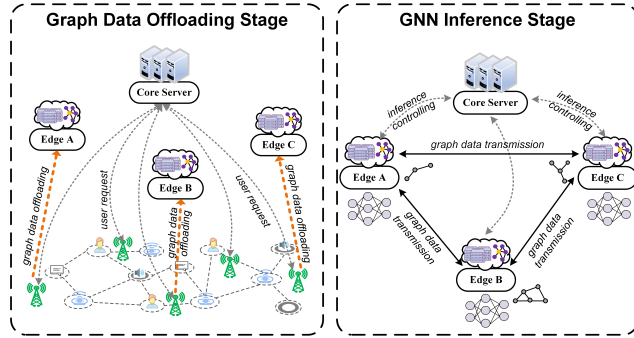 Graph Data Offloading Stage
Core Server
Edge A
Edge B
Edge C
graph data offloading
user request
graph data
offloading
user request
graph data offloading
GNN Inference Stage
Core Server
inference
controlling
inference
controlling
graph data transmission
Edge A
Edge C
graph data
transmission
graph data
transmission
Edge B